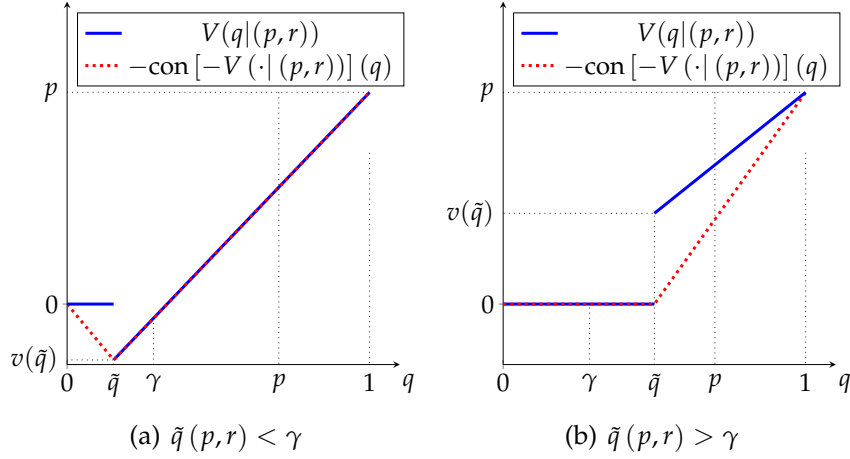 V(q|(p, r))
−con [−V (·| (p, r))] (q)
p
0
v(q̃)
0
q̃
γ
p
1
q
(a) q̃ (p, r) < γ
V(q|(p, r))
−con [−V (·| (p, r))] (q)
p
v(q̃)
0
0
γ
q̃
p
1
q
(b) q̃ (p, r) > γ